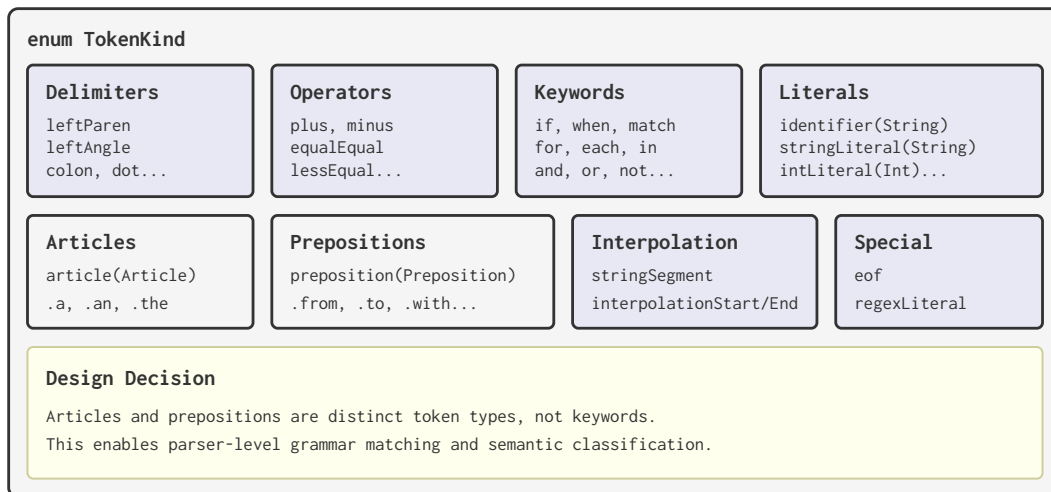 enum TokenKind
Delimiters
leftParen
leftAngle
colon, dot...
Operators
plus, minus
equalEqual
lessEqual...
Keywords
if, when, match
for, each, in
and, or, not...
Literals
identifier(String)
stringLiteral(String)
intLiteral(Int)...
Articles
article(Article)
.a, .an, .the
Prepositions
preposition(Preposition)
.from, .to, .with...
Interpolation
stringSegment
interpolationStart/End
Special
eof
regexLiteral
Design Decision
Articles and prepositions are distinct token types, not keywords.
This enables parser-level grammar matching and semantic classification.